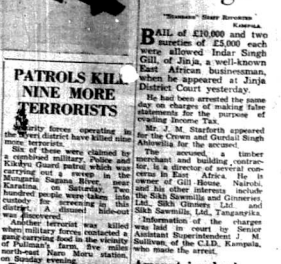 PATROLS KILL
NINE MORE
TERRORISTS
Security forces operating in
the Nyeri district have killed nine
more terrorists.
Six of these were claimed by
a combined military, Police and
Kikuyu Guard patrol which was
carrying out a sweep in the
Mungaria Sagana River, near
Karatina, on Saturday. Two
hundred people were taken into
custody for screening in this
district. A disused hide-out
was discovered.
Another terrorist was killed
when military forces contacted a
gang carrying food in the vicinity
of Pullman's farm, five miles
north-east Naro Moru station,
on Sunday evening.
"STANDARD" STAFF REPORTER
KAMPALA.
BAIL of £10,000 and two
sureties of £5,000 each
were allowed Indar Singh
Gill, of Jinja, a well-known
East African businessman,
when he appeared at Jinja
District Court yesterday.
He had been arrested the same
day on charges of making false
statements for the purpose of
evading Income Tax.
Mr. J. M. Starforth appeared
for the Crown and Gurdail Singh
Ahlowilla for the accused.
The accused, a timber
merchant and building contrac-
tor, is a director of several con-
cerns in East Africa. He is
owner of Gill-House, Nairobi,
and his other interests include
the Sikh Sawmills and Ginneries,
Ltd., Sikh Ginners Ltd. and
Sikh Sawmills, Ltd., Tanganyika.
Information of the charges
was laid in court by Senior
Assistant Superintendent J. M.
Sullivan, of the C.I.D., Kampala,
who made the arrest.